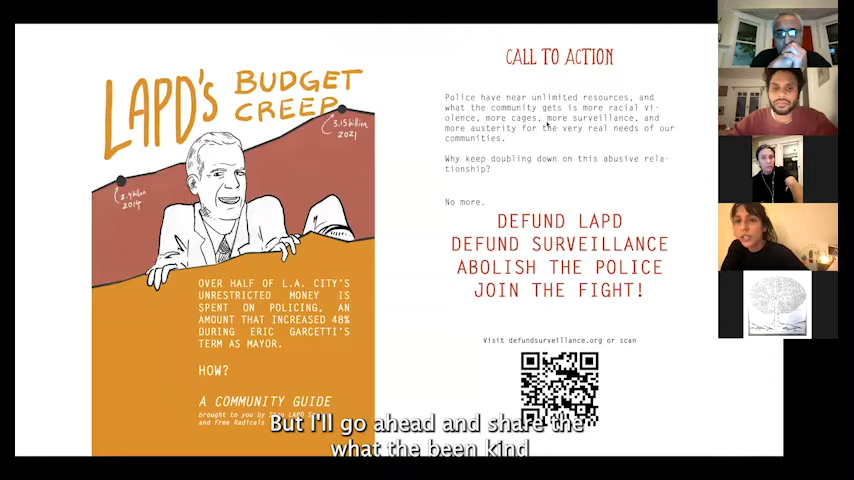 LAPD's
BUDGET
CREEP
3.15 billion
2021
2.4 billion
2014
OVER HALF OF L.A. CITY'S
UNRESTRICTED MONEY IS
SPENT ON POLICING, AN
AMOUNT THAT INCREASED 48%
DURING ERIC GARCETTI'S
TERM AS MAYOR.
HOW?
A COMMUNITY GUIDE
brought to you by Stop LAPD
and Free Radicals
CALL TO ACTION
Police have near unlimited resources, and
what the community gets is more racial vi-
olence, more cages, more surveillance, and
more austerity for the very real needs of our
communities.
Why keep doubling down on this abusive rela-
tionship?
No more.
DEFUND LAPD
DEFUND SURVEILLANCE
ABOLISH THE POLICE
JOIN THE FIGHT!
Visit defundsurveillance.org or scan
But I'll go ahead and share the
what the been kind